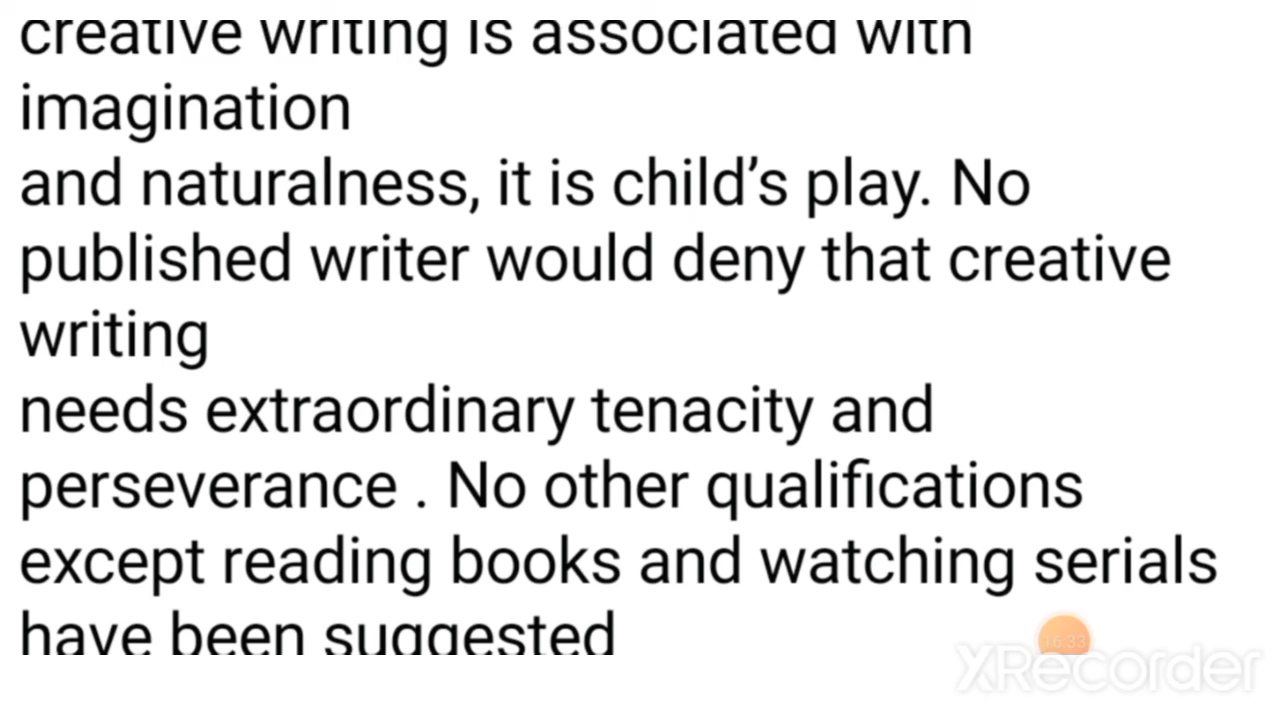 creative writing is associated with
imagination
and naturalness, it is child’s play. No
published writer would deny that creative
writing
needs extraordinary tenacity and
perseverance . No other qualifications
except reading books and watching serials
have been suggested
16:33
XRecorder